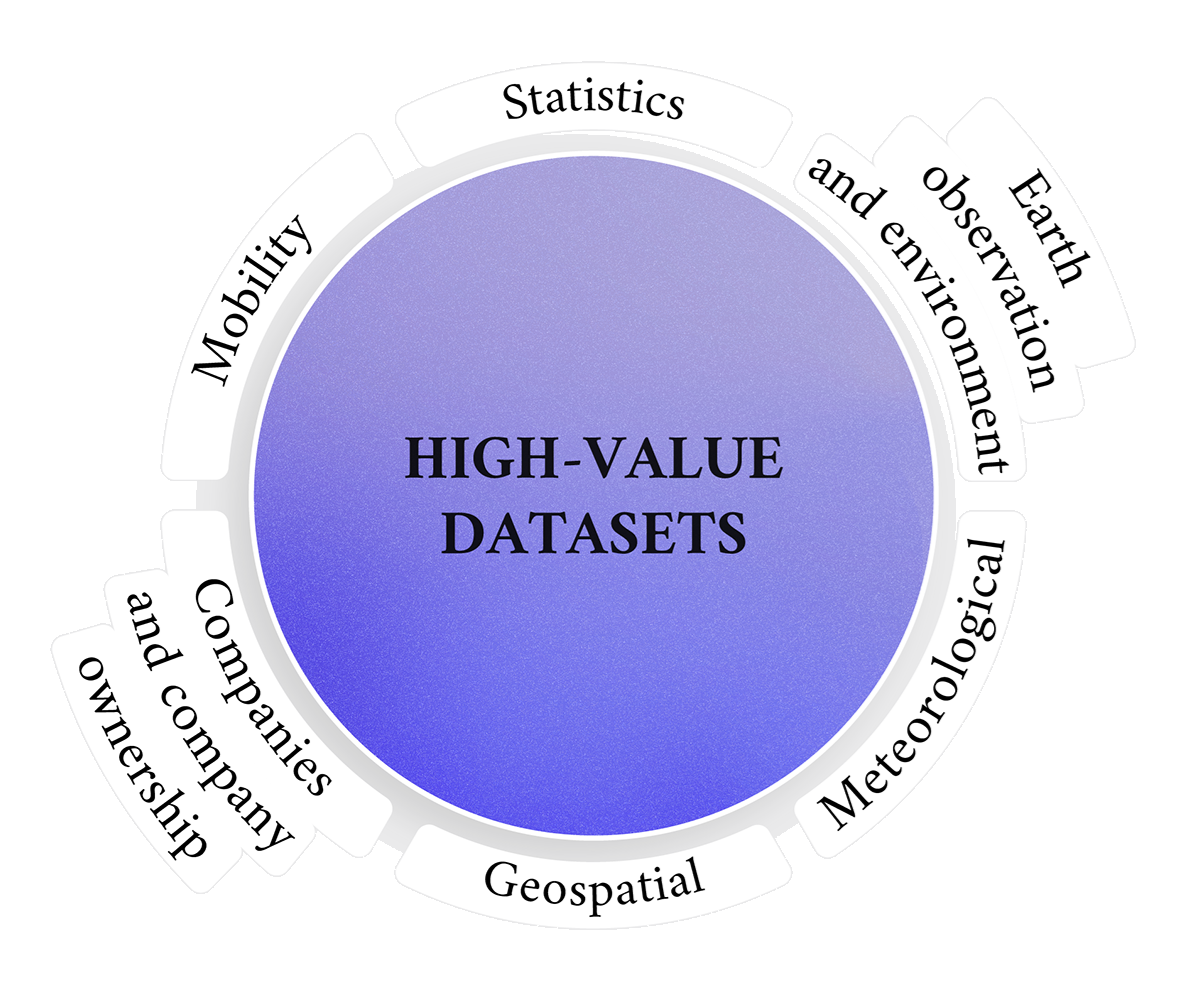 Statistics
Earth
observation
and environment
Meteorological
Geospatial
Companies
and company
ownership
Mobility
HIGH-VALUE
DATASETS